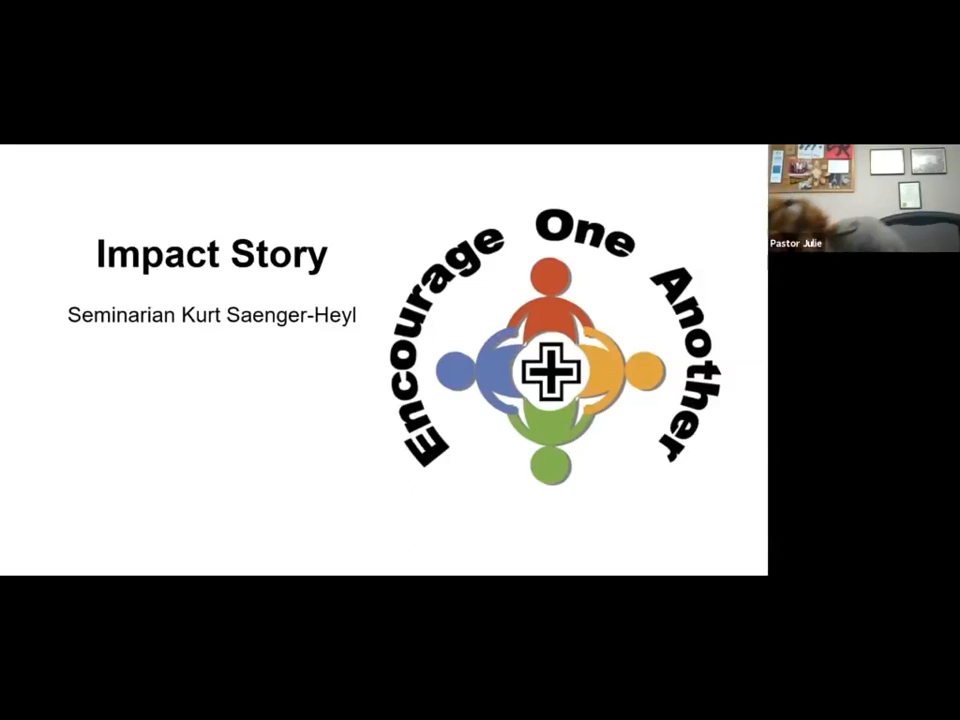 Impact Story
Seminarian Kurt Saenger-Heyl
Encourage One Another
Pastor Julie